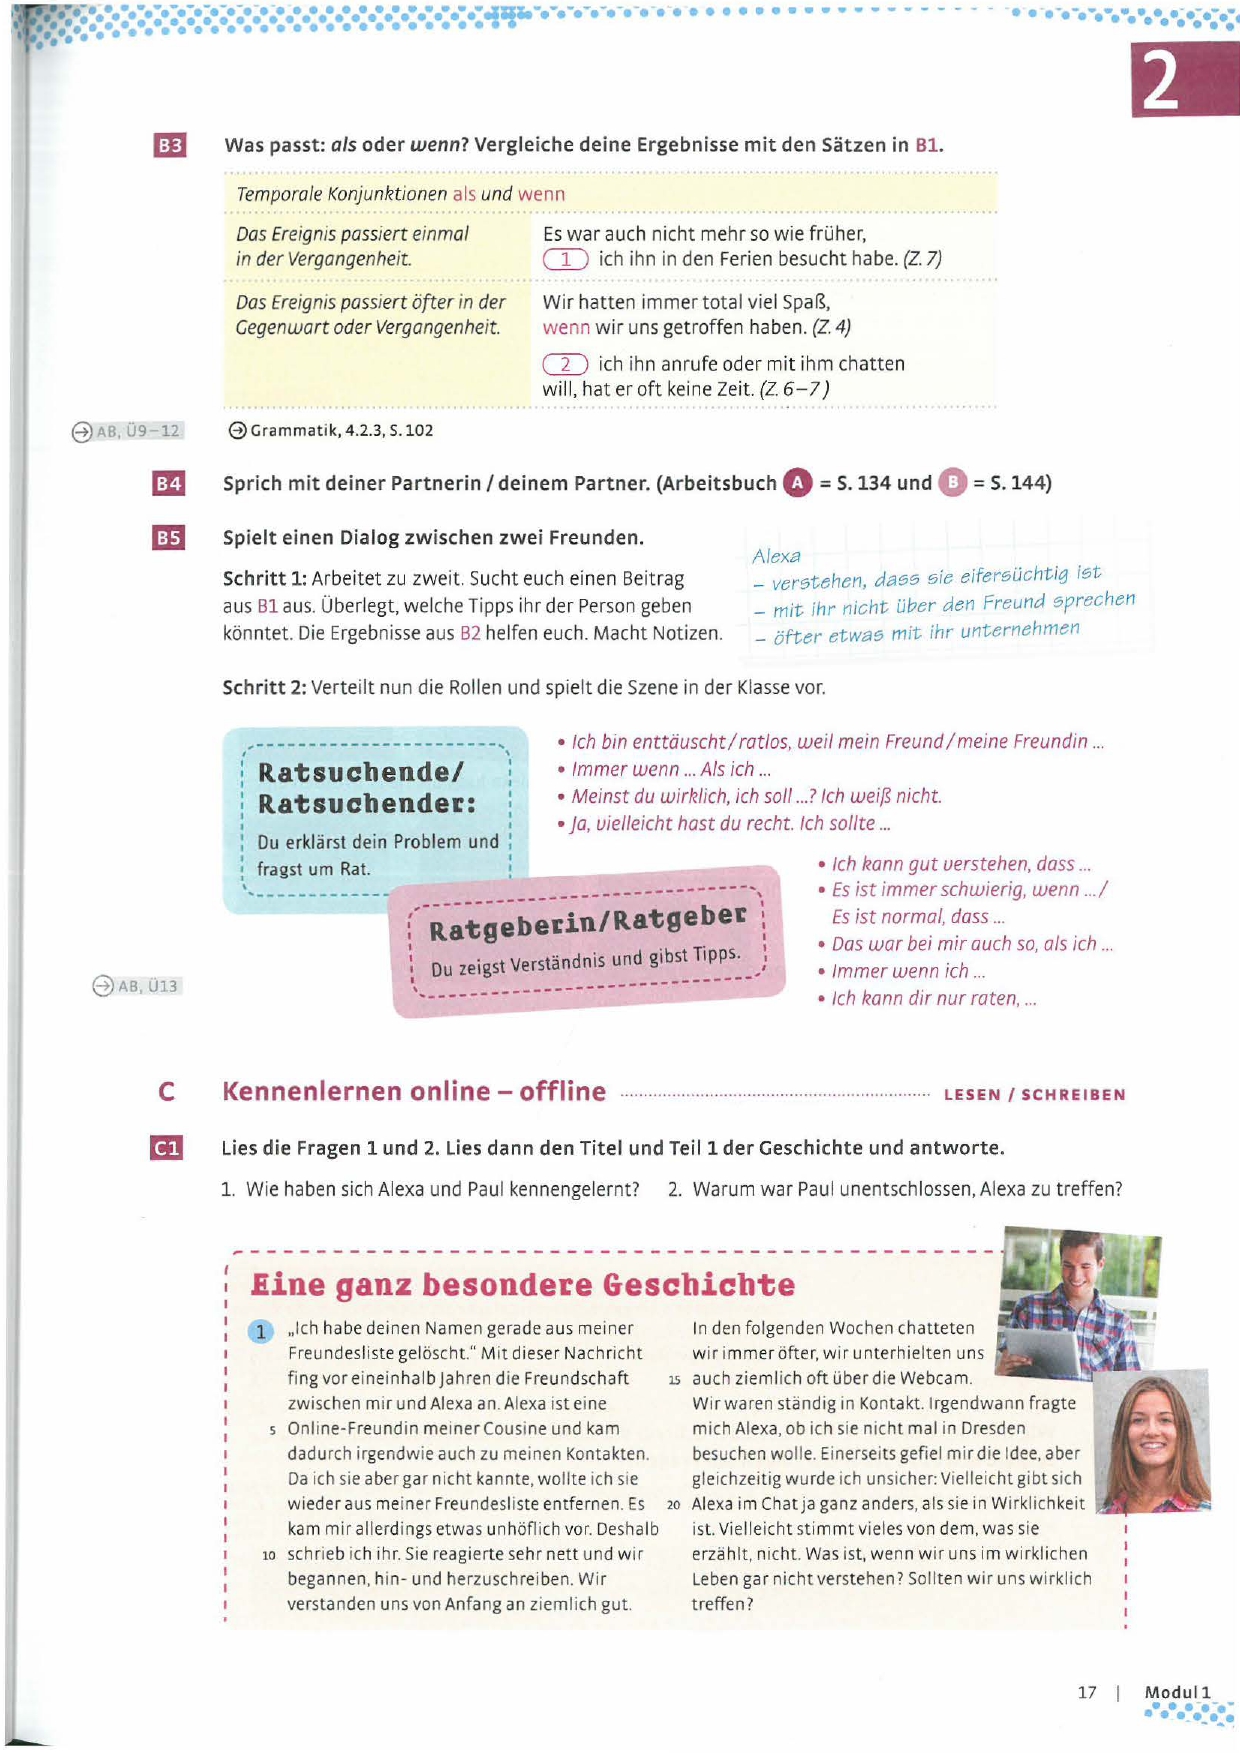 2
B3 Was passt: als oder wenn? Vergleiche deine Ergebnisse mit den Sätzen in B1.
Temporale Konjunktionen als und wenn
Das Ereignis passiert einmal
in der Vergangenheit.
Es war auch nicht mehr so wie früher,
1 ich ihn in den Ferien besucht habe. (Z. 7)
Das Ereignis passiert öfter in der
Gegenwart oder Vergangenheit.
Wir hatten immer total viel Spaß,
wenn wir uns getroffen haben. (Z. 4)
2 ich ihn anrufe oder mit ihm chatten
will, hat er oft keine Zeit. (Z. 6–7)
AB, Ü9–12
Grammatik, 4.2.3, S. 102
B4 Sprich mit deiner Partnerin / deinem Partner. (Arbeitsbuch A = S. 134 und B = S. 144)
B5 Spielt einen Dialog zwischen zwei Freunden.
Schritt 1: Arbeitet zu zweit. Sucht euch einen Beitrag
aus B1 aus. Überlegt, welche Tipps ihr der Person geben
könntet. Die Ergebnisse aus B2 helfen euch. Macht Notizen.
Alexa
– verstehen, dass sie eifersüchtig ist
– mit ihr nicht über den Freund sprechen
– öfter etwas mit ihr unternehmen
Schritt 2: Verteilt nun die Rollen und spielt die Szene in der Klasse vor.
Ratsuchende/
Ratsuchender:
Du erklärst dein Problem und
fragst um Rat.
• Ich bin enttäuscht/ratlos, weil mein Freund/meine Freundin ...
• Immer wenn ... Als ich ...
• Meinst du wirklich, ich soll ...? Ich weiß nicht.
• Ja, vielleicht hast du recht. Ich sollte ...
Ratgeberin/Ratgeber
Du zeigst Verständnis und gibst Tipps.
• Ich kann gut verstehen, dass ...
• Es ist immer schwierig, wenn .../
Es ist normal, dass ...
• Das war bei mir auch so, als ich ...
• Immer wenn ich ...
• Ich kann dir nur raten, ...
AB, Ü13
C Kennenlernen online – offline LESEN / SCHREIBEN
C1 Lies die Fragen 1 und 2. Lies dann den Titel und Teil 1 der Geschichte und antworte.
1. Wie haben sich Alexa und Paul kennengelernt? 2. Warum war Paul unentschlossen, Alexa zu treffen?
Eine ganz besondere Geschichte
1 „Ich habe deinen Namen gerade aus meiner
Freundesliste gelöscht.“ Mit dieser Nachricht
fing vor eineinhalb Jahren die Freundschaft
zwischen mir und Alexa an. Alexa ist eine
5 Online-Freundin meiner Cousine und kam
dadurch irgendwie auch zu meinen Kontakten.
Da ich sie aber gar nicht kannte, wollte ich sie
wieder aus meiner Freundesliste entfernen. Es
kam mir allerdings etwas unhöflich vor. Deshalb
10 schrieb ich ihr. Sie reagierte sehr nett und wir
begannen, hin- und herzuschreiben. Wir
verstanden uns von Anfang an ziemlich gut.
In den folgenden Wochen chatteten
wir immer öfter, wir unterhielten uns
15 auch ziemlich oft über die Webcam.
Wir waren ständig in Kontakt. Irgendwann fragte
mich Alexa, ob ich sie nicht mal in Dresden
besuchen wolle. Einerseits gefiel mir die Idee, aber
gleichzeitig wurde ich unsicher: Vielleicht gibt sich
20 Alexa im Chat ja ganz anders, als sie in Wirklichkeit
ist. Vielleicht stimmt vieles von dem, was sie
erzählt, nicht. Was ist, wenn wir uns im wirklichen
Leben gar nicht verstehen? Sollten wir uns wirklich
treffen?
17 | Modul 1